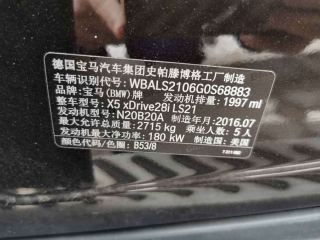 德国宝马汽车集团史帕滕博格工厂制造
车辆识别代号: WBALS2106G0S68883
品牌: 宝马(BMW)牌 发动机排量: 1997 ml
整车型号: X5 xDrive28i LS21
发动机型号: N20B20A 制造年月: 2016.07
最大允许总质量: 2715 kg 乘坐人数: 5 人
发动机最大净功率: 180 kW 制造国: 美国
颜色代码/色圈: B53/8